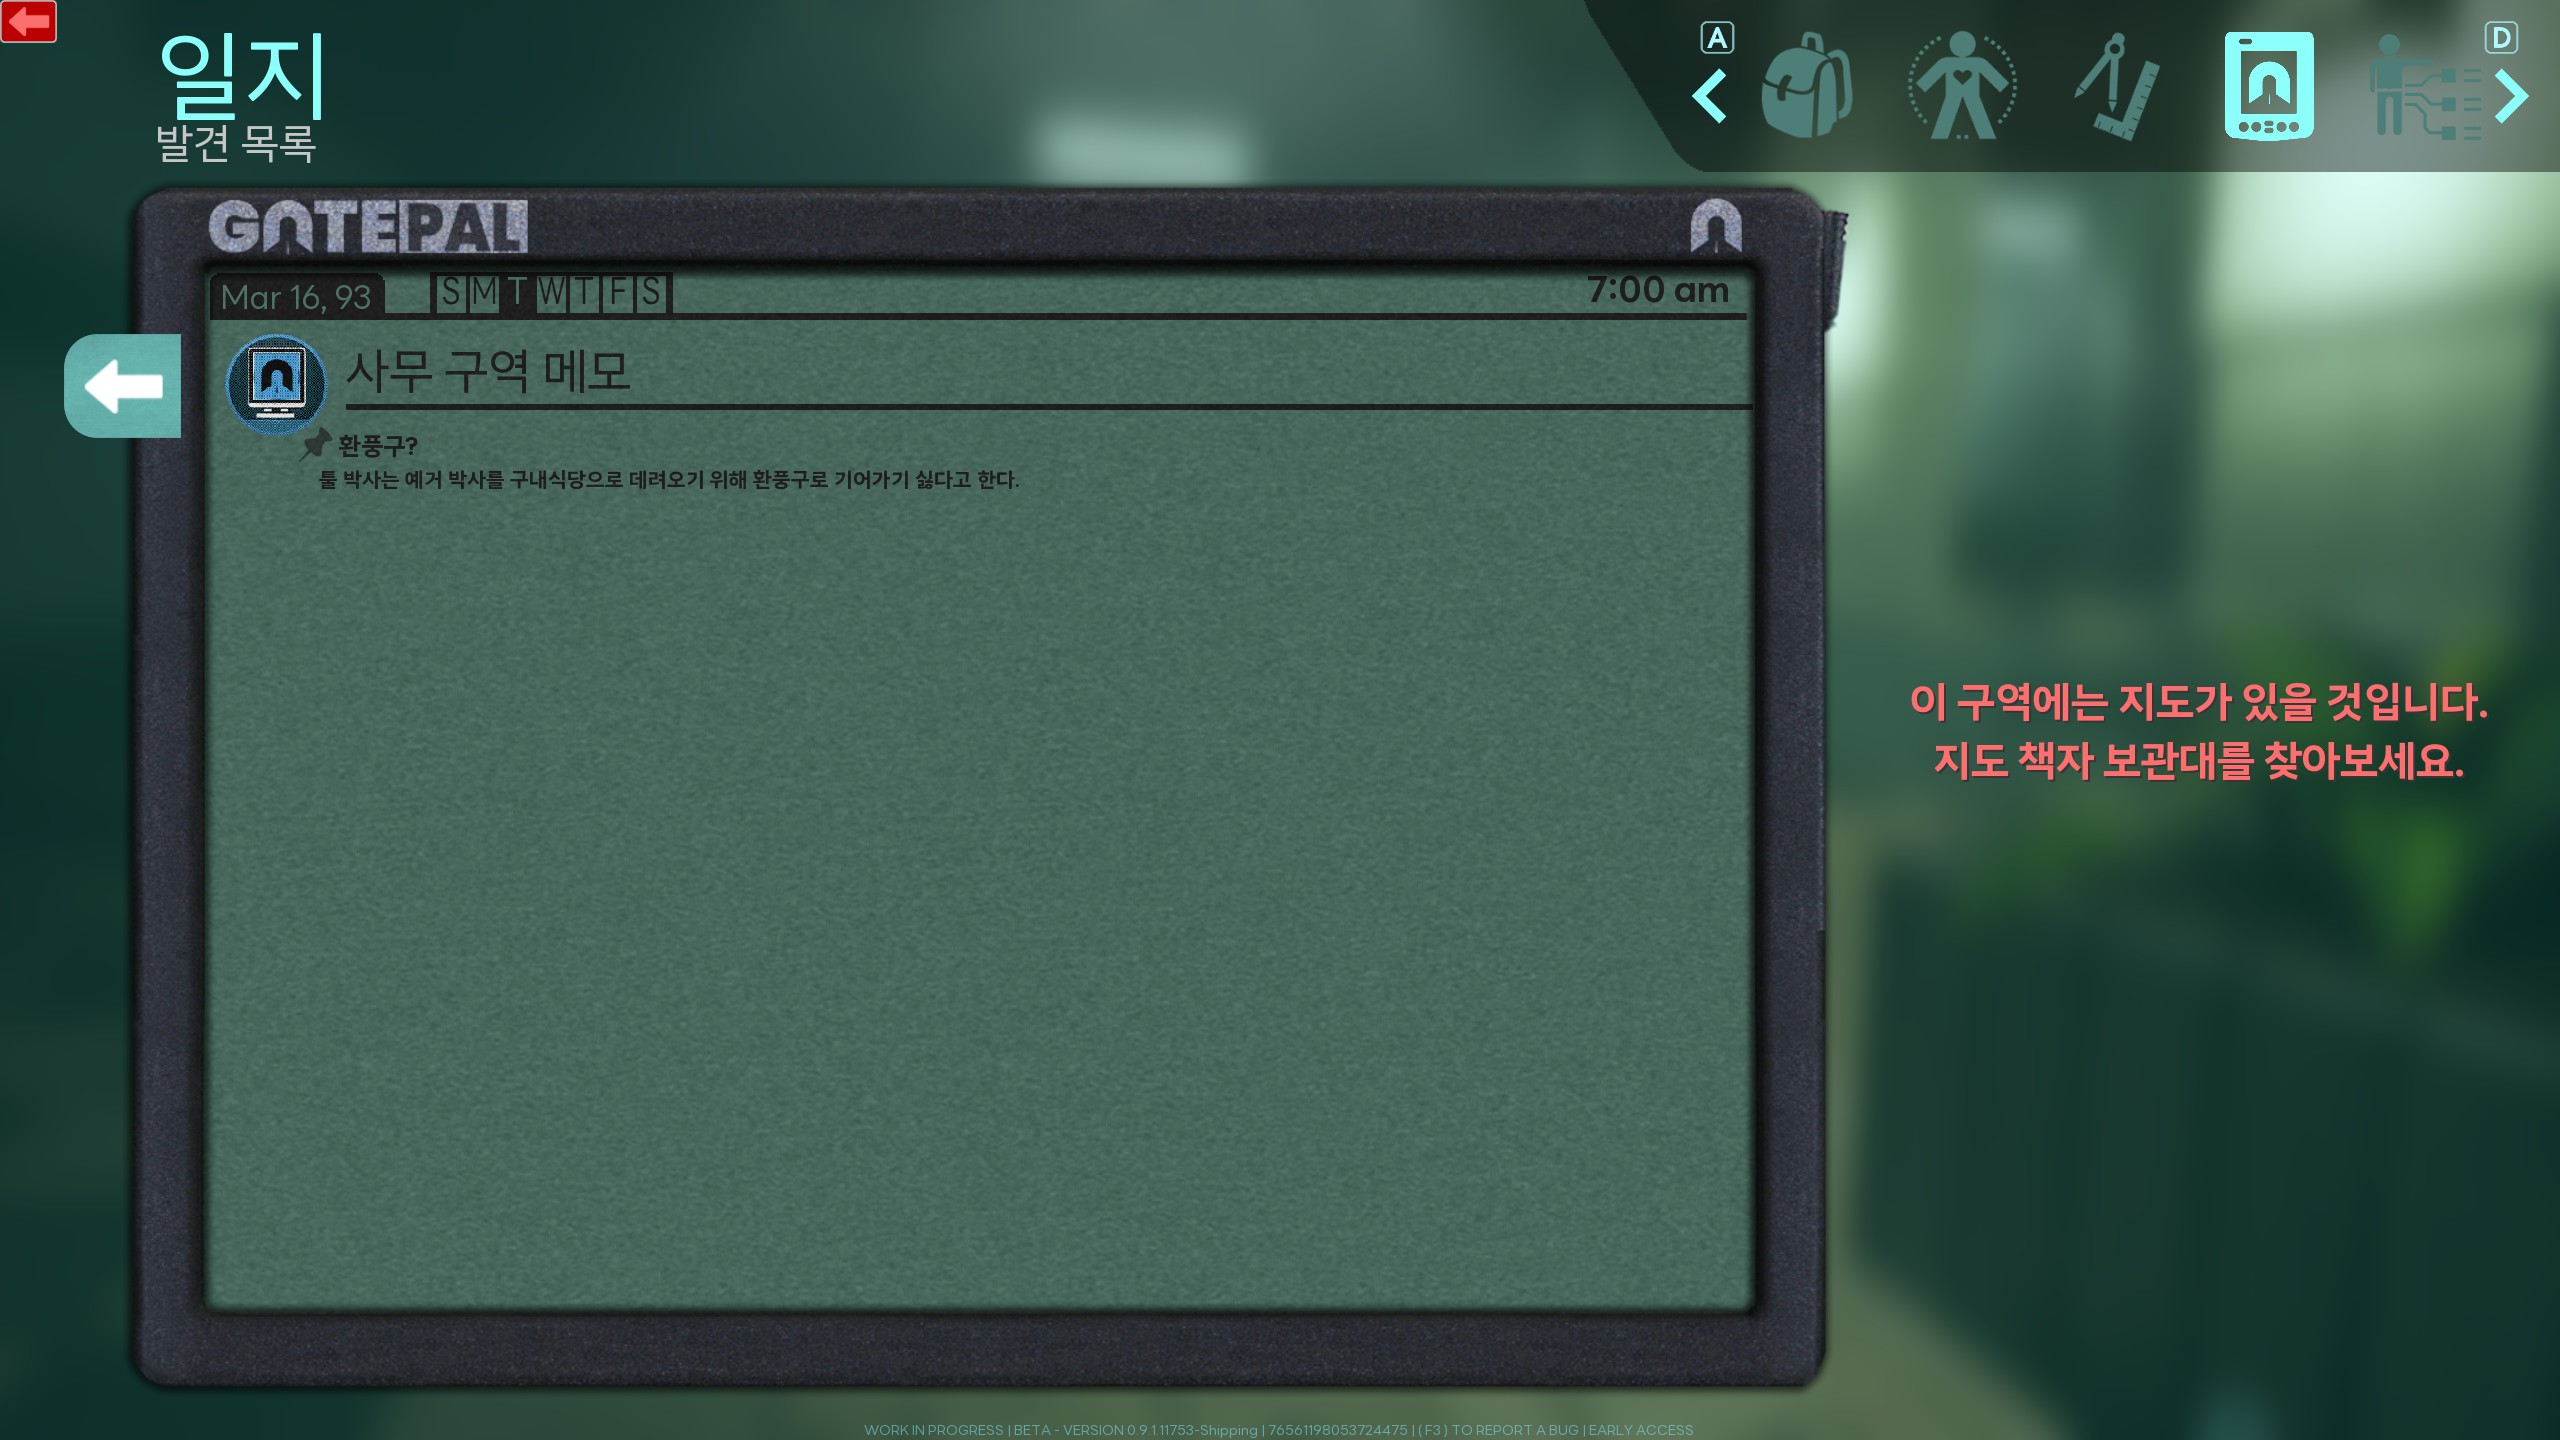 일지
발견 목록
A
D
GATEPAL
Mar 16, 93
S M T W T F S
7:00 am
사무 구역 메모
환풍구?
툴 박사는 예거 박사를 구내식당으로 데려오기 위해 환풍구로 기어가기 싫다고 한다.
이 구역에는 지도가 있을 것입니다.
지도 책자 보관대를 찾아보세요.
WORK IN PROGRESS | BETA - VERSION 0.9.1.11753-Shipping | 76561198053724475 | ( F3 ) TO REPORT A BUG | EARLY ACCESS